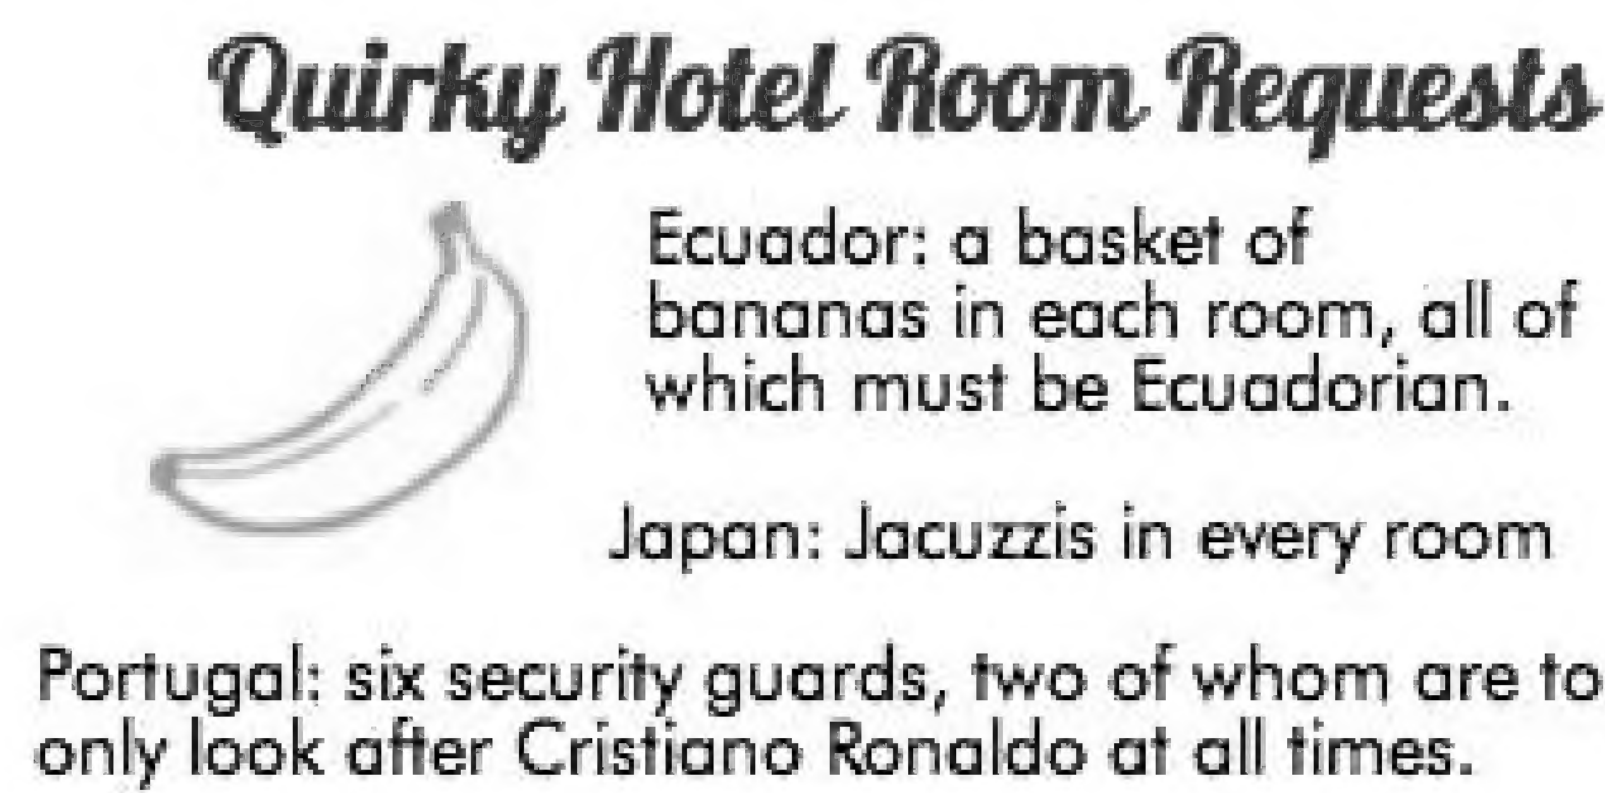 Quirky Hotel Room Requests
Ecuador: a basket of
bananas in each room, all of
which must be Ecuadorian.
Japan: Jacuzzis in every room
Portugal: six security guards, two of whom are to
only look after Cristiano Ronaldo at all times.